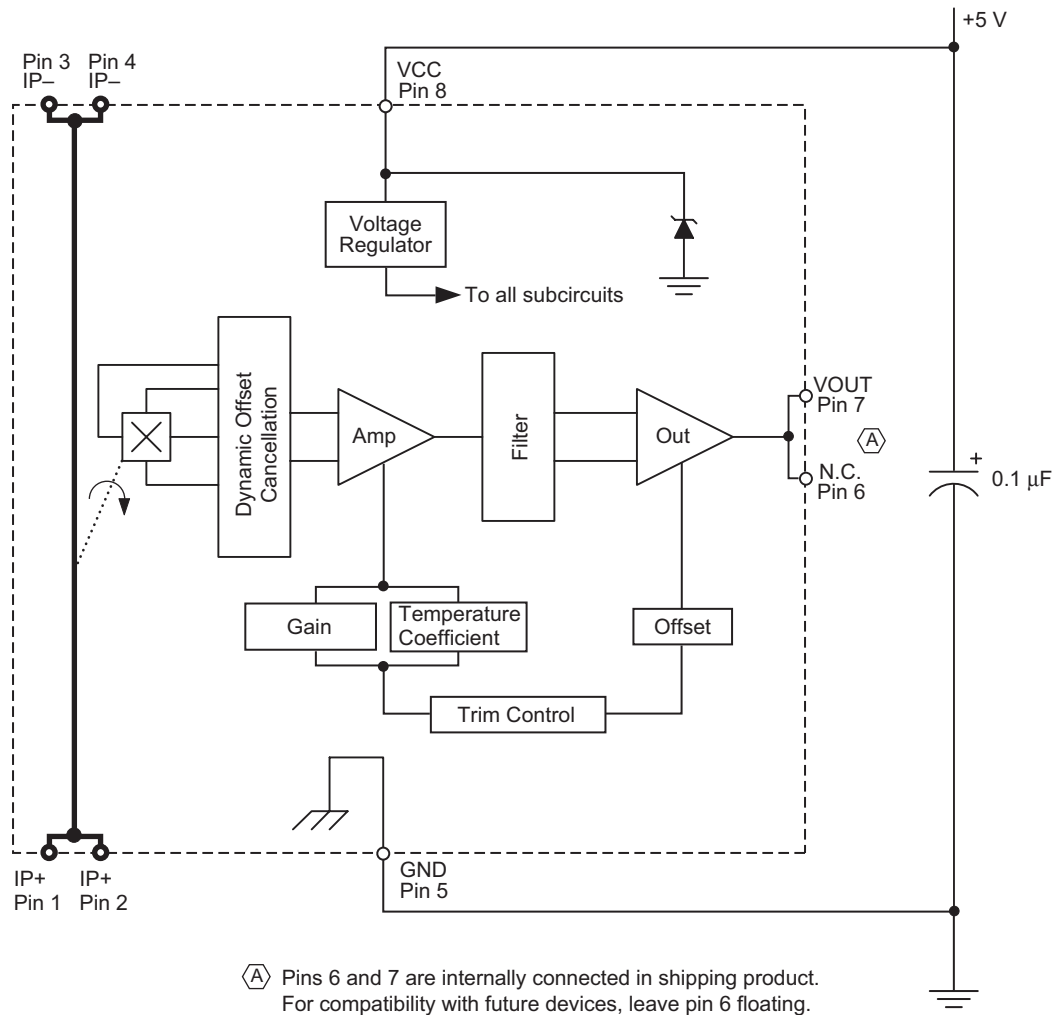 +5 V
Pin 3 Pin 4
IP– IP–
VCC
Pin 8
Voltage
Regulator
To all subcircuits
Dynamic Offset
Cancellation
Amp
Filter
Out
VOUT
Pin 7
A
N.C.
Pin 6
+
0.1 μF
Gain
Temperature
Coefficient
Offset
Trim Control
IP+ IP+
Pin 1 Pin 2
GND
Pin 5
A Pins 6 and 7 are internally connected in shipping product.
For compatibility with future devices, leave pin 6 floating.